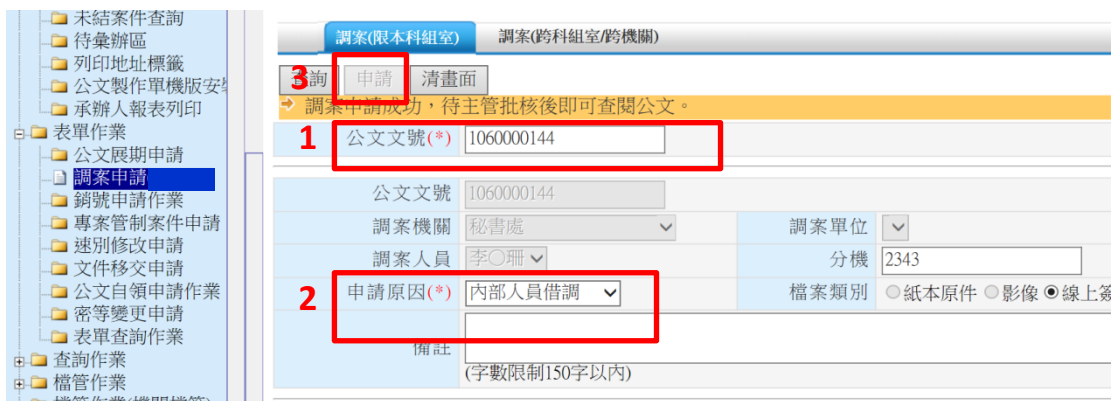 未結案件查詢
待彙辦區
列印地址標籤
公文製作單機版安
承辦人報表列印
表單作業
公文展期申請
調案申請
銷號申請作業
專案管制案件申請
速別修改申請
文件移交申請
公文自領申請作業
密等變更申請
表單查詢作業
查詢作業
檔管作業
調案(限本科組室) 調案(跨科組室/跨機關)
3 查詢 申請 清畫面
調案申請成功，待主管批核後即可查閱公文。
1 公文文號(*) 1060000144
公文文號 1060000144
調案機關 秘書處 調案單位
調案人員 李○珊 分機 2343
2 申請原因(*) 內部人員借調 檔案類別 紙本原件 影像 線上簽
備註
(字數限制150字以內)